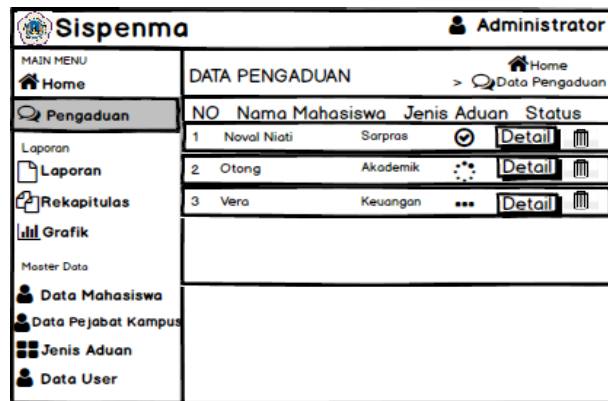 Sispenma
Administrator
MAIN MENU
Home
Pengaduan
Laporan
Laporan
Rekapitulas
Grafik
Master Data
Data Mahasiswa
Data Pejabat Kampus
Jenis Aduan
Data User
DATA PENGADUAN
Home
> Data Pengaduan
NO Nama Mahasiswa Jenis Aduan Status
1 Noval Niati Sarpras Detail
2 Otong Akademik Detail
3 Vera Keuangan Detail